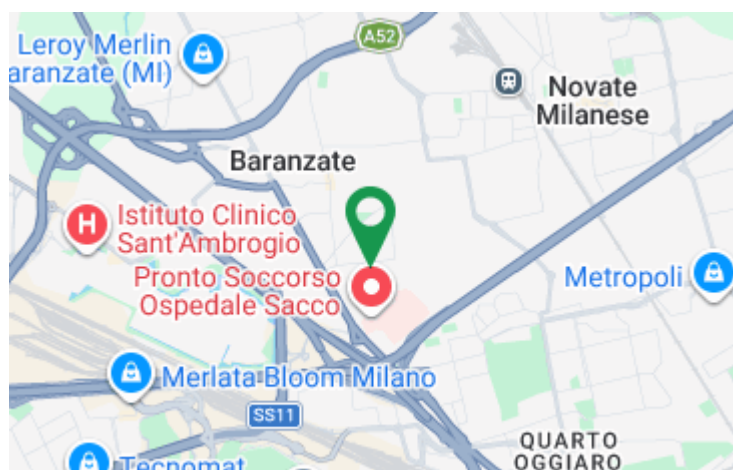 A52
Leroy Merlin
aranzate (MI)
Novate
Milanese
Baranzate
H
Istituto Clinico
Sant'Ambrogio
Pronto Soccorso
Ospedale Sacco
Metropoli
Merlata Bloom Milano
SS11
QUARTO
OGGIARO
Tecnomat